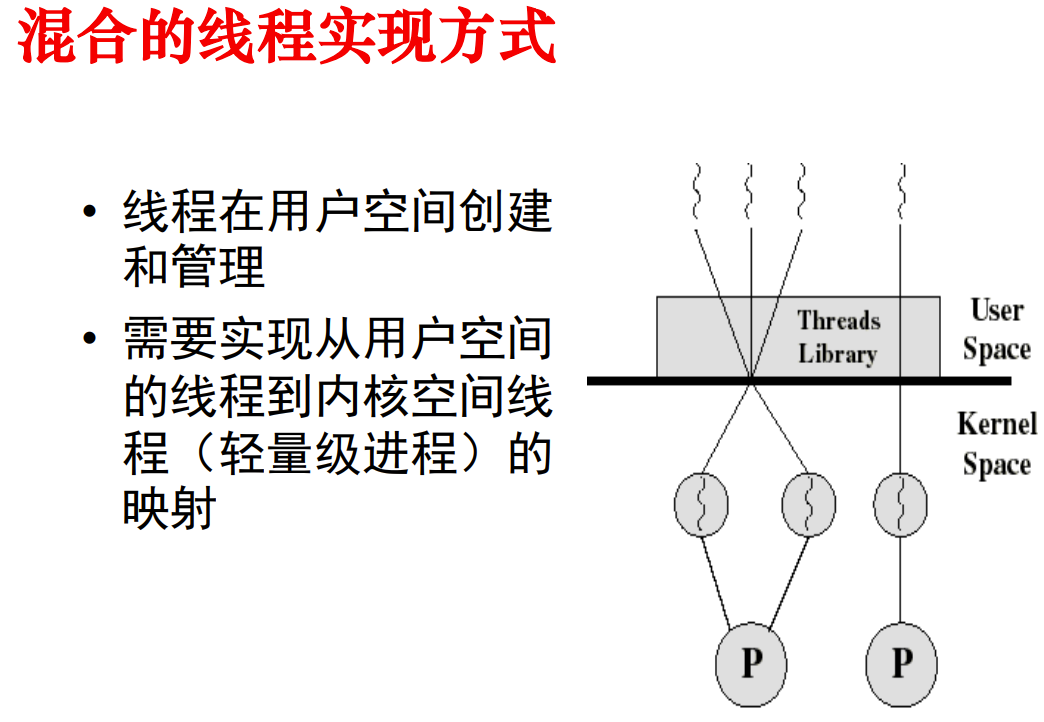 混合的线程实现方式
• 线程在用户空间创建
和管理
• 需要实现从用户空间
的线程到内核空间线
程（轻量级进程）的
映射
Threads
Library
User
Space
Kernel
Space
P
P